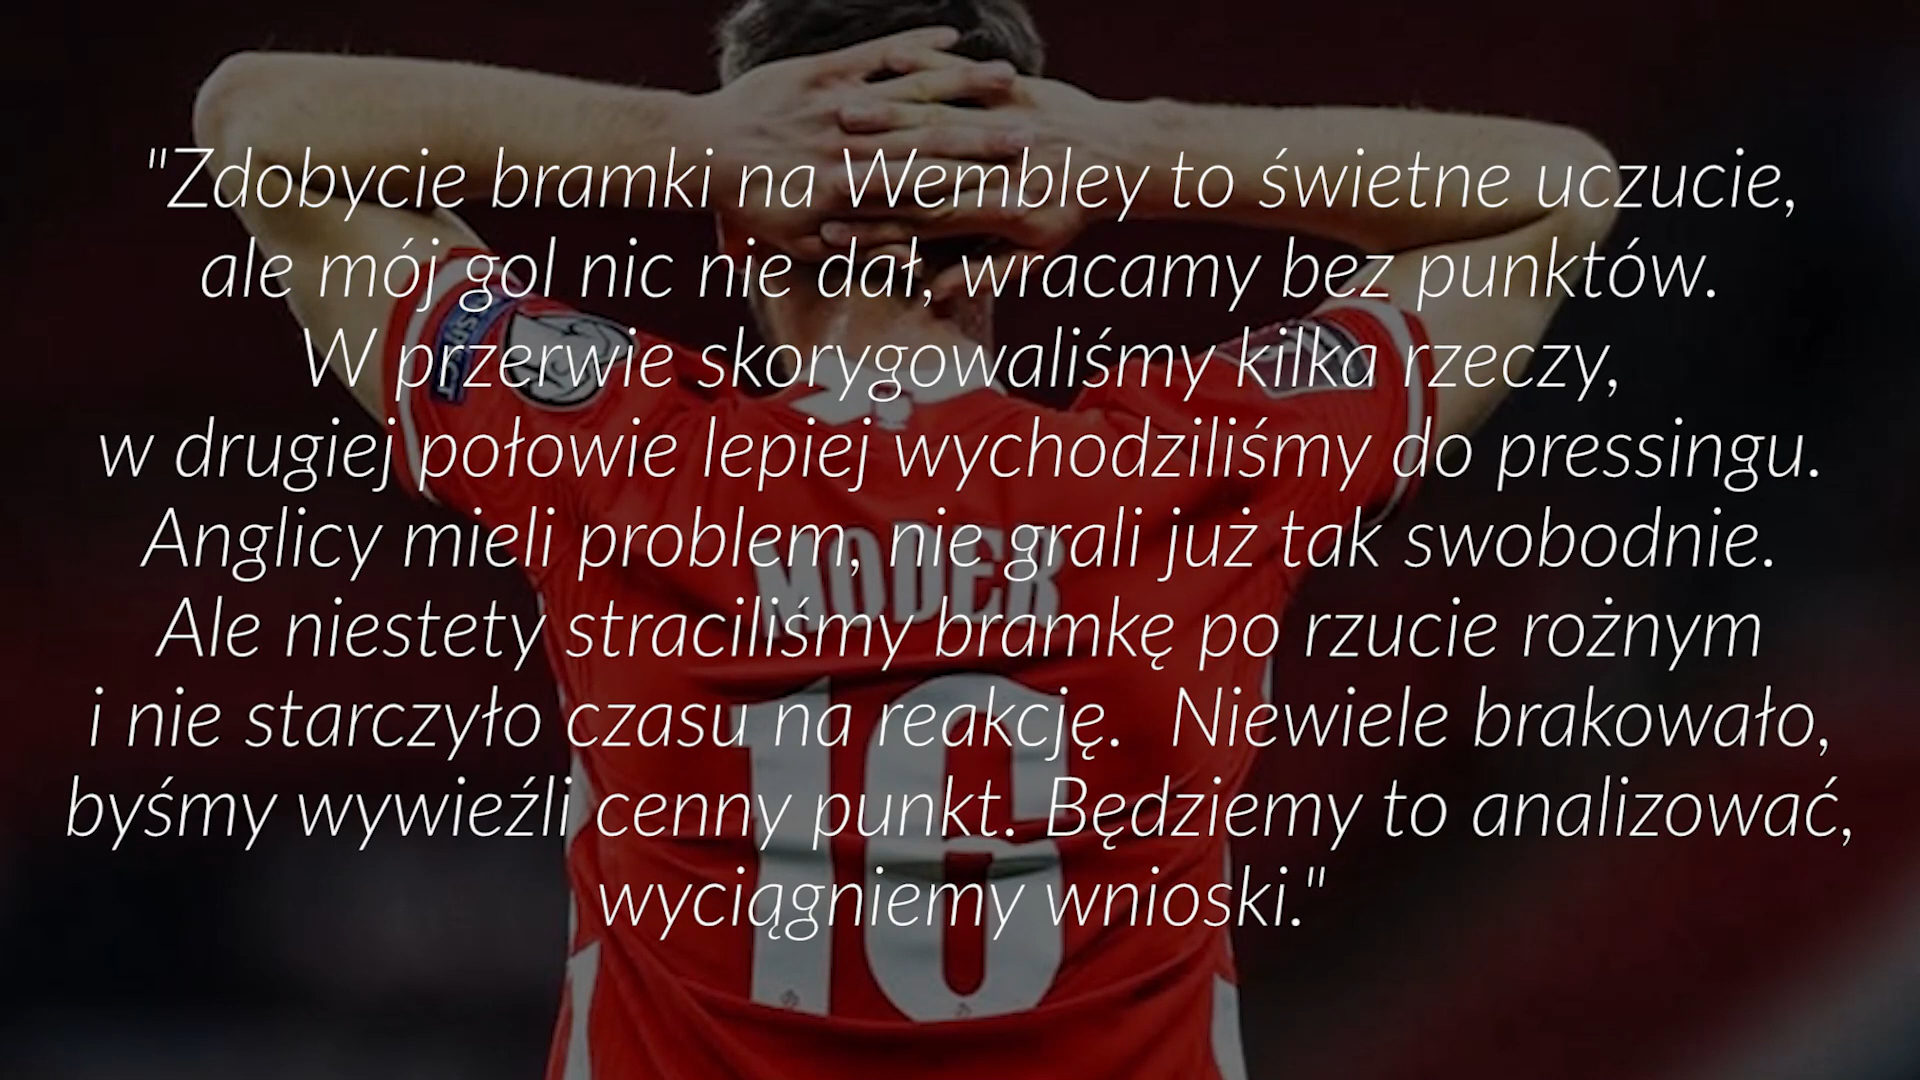 "Zdobycie bramki na Wembley to świetne uczucie,
ale mój gol nic nie dał, wracamy bez punktów.
W przerwie skorygowaliśmy kilka rzeczy,
w drugiej połowie lepiej wychodziliśmy do pressingu.
Anglicy mieli problem, nie grali już tak swobodnie.
Ale niestety straciliśmy bramkę po rzucie rożnym
i nie starczyło czasu na reakcję. Niewiele brakowało,
byśmy wywieźli cenny punkt. Będziemy to analizować,
wyciągniemy wnioski."
RESPECT
MODER
16